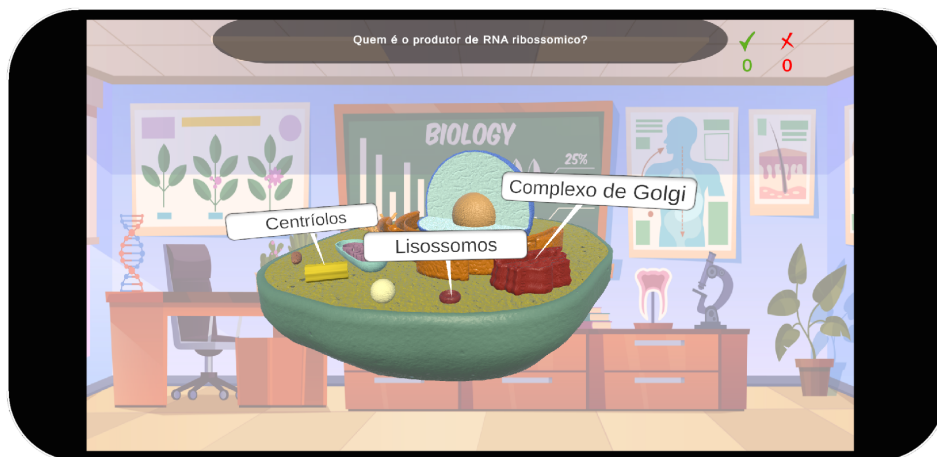 Quem é o produtor de RNA ribossomico?
0 0
BIOLOGY
25%
Complexo de Golgi
Centríolos
Lisossomos